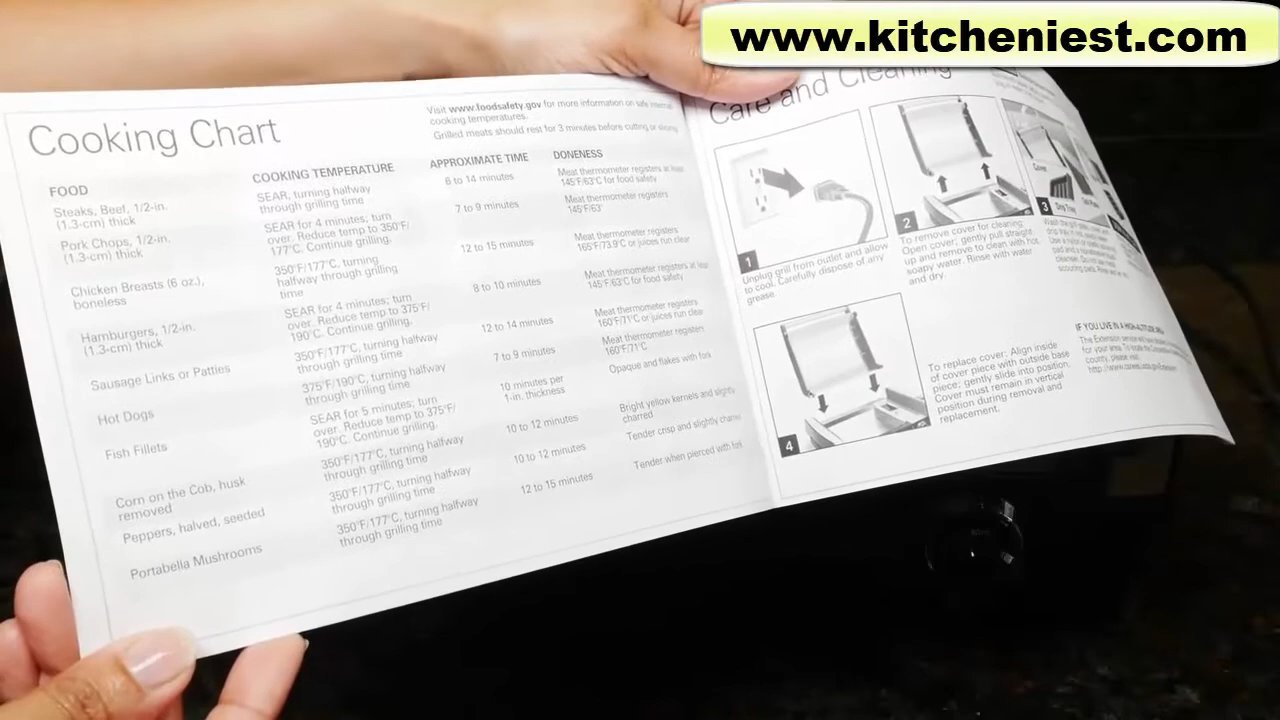 www.kitcheniest.com
Cooking Chart
Visit www.foodsafety.gov for more information on safe internal
cooking temperatures.
Grilled meats should rest for 3 minutes before cutting or slicing
FOOD
COOKING TEMPERATURE
APPROXIMATE TIME
DONENESS
Steaks, Beef, 1/2-in.
(1.3-cm) thick
SEAR, turning halfway
through grilling time
6 to 14 minutes
Meat thermometer registers at least
145°F/63°C for food safety
Pork Chops, 1/2-in.
(1.3-cm) thick
SEAR for 4 minutes; turn
over. Reduce temp to 350°F/
177°C. Continue grilling.
7 to 9 minutes
Meat thermometer registers
145°F/63°
Chicken Breasts (6 oz.),
boneless
350°F/177°C, turning
halfway through grilling
time
12 to 15 minutes
Meat thermometer registers
165°F/73.9°C or juices run clear
Hamburgers, 1/2-in.
(1.3-cm) thick
SEAR for 4 minutes; turn
over. Reduce temp to 375°F/
190°C. Continue grilling.
8 to 10 minutes
Meat thermometer registers at least
145°F/63°C for food safety
Sausage Links or Patties
350°F/177°C, turning halfway
through grilling time
12 to 14 minutes
Meat thermometer registers
160°F/71°C or juices run clear
Hot Dogs
375°F/190°C, turning halfway
through grilling time
7 to 9 minutes
Meat thermometer registers
160°F/71°C
Fish Fillets
SEAR for 5 minutes; turn
over. Reduce temp to 375°F/
190°C. Continue grilling.
10 minutes per
1-in. thickness
Opaque and flakes with fork
Corn on the Cob, husk
removed
350°F/177°C, turning halfway
through grilling time
10 to 12 minutes
Bright yellow kernels and slightly
charred
Peppers, halved, seeded
350°F/177°C, turning halfway
through grilling time
10 to 12 minutes
Tender crisp and slightly charred
Portabella Mushrooms
350°F/177°C, turning halfway
through grilling time
12 to 15 minutes
Tender when pierced with fork
Care and Cleaning
1
Unplug grill from outlet and allow
to cool. Carefully dispose of any
grease.
2
To remove cover for cleaning:
Open cover; gently pull straight
up and remove to clean with hot,
soapy water. Rinse with water
and dry.
3
Cover
Drip Tray
4
To replace cover: Align inside
of cover piece with outside base
piece; gently slide into position.
Cover must remain in vertical
position during removal and
replacement.
IF YOU LIVE IN A HIGH-ALTITUDE AREA
The Extension service
for your area. To locate the
county, please visit